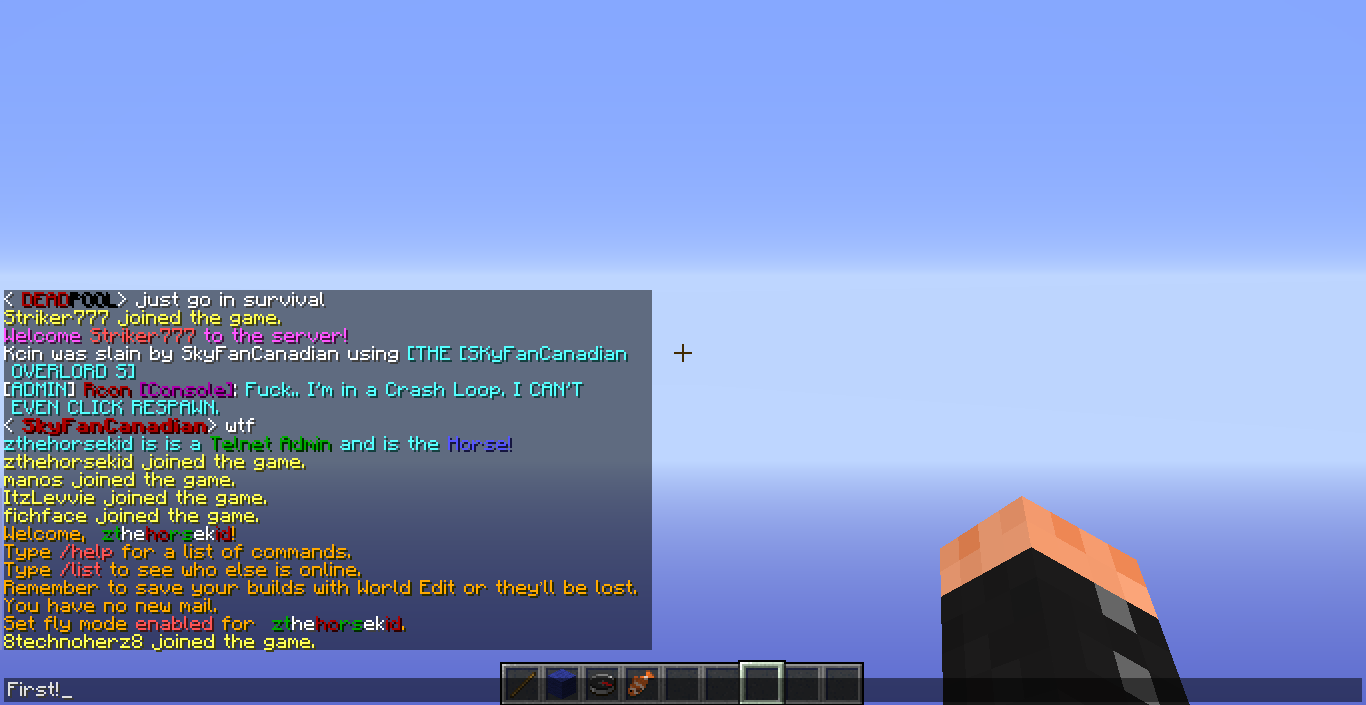 < DEADPOOL> just go in survival
Striker777 joined the game.
Welcome Striker777 to the server!
Kcin was slain by SkyFanCanadian using [THE [SKyFanCanadian
OVERLORD S]]
[ADMIN] Rcon [Console]: Fuck.. I'm in a Crash Loop. I CAN'T
EVEN CLICK RESPAWN.
< SkyFanCanadian> wtf
zthehorsekid is is a Telnet Admin and is the Horse!
zthehorsekid joined the game.
manos joined the game.
ItzLevvie joined the game.
fichface joined the game.
Welcome, zthehorsekid!
Type /help for a list of commands.
Type /list to see who else is online.
Remember to save your builds with World Edit or they'll be lost.
You have no new mail.
Set fly mode enabled for zthehorsekid.
8technoherz8 joined the game.
First!_